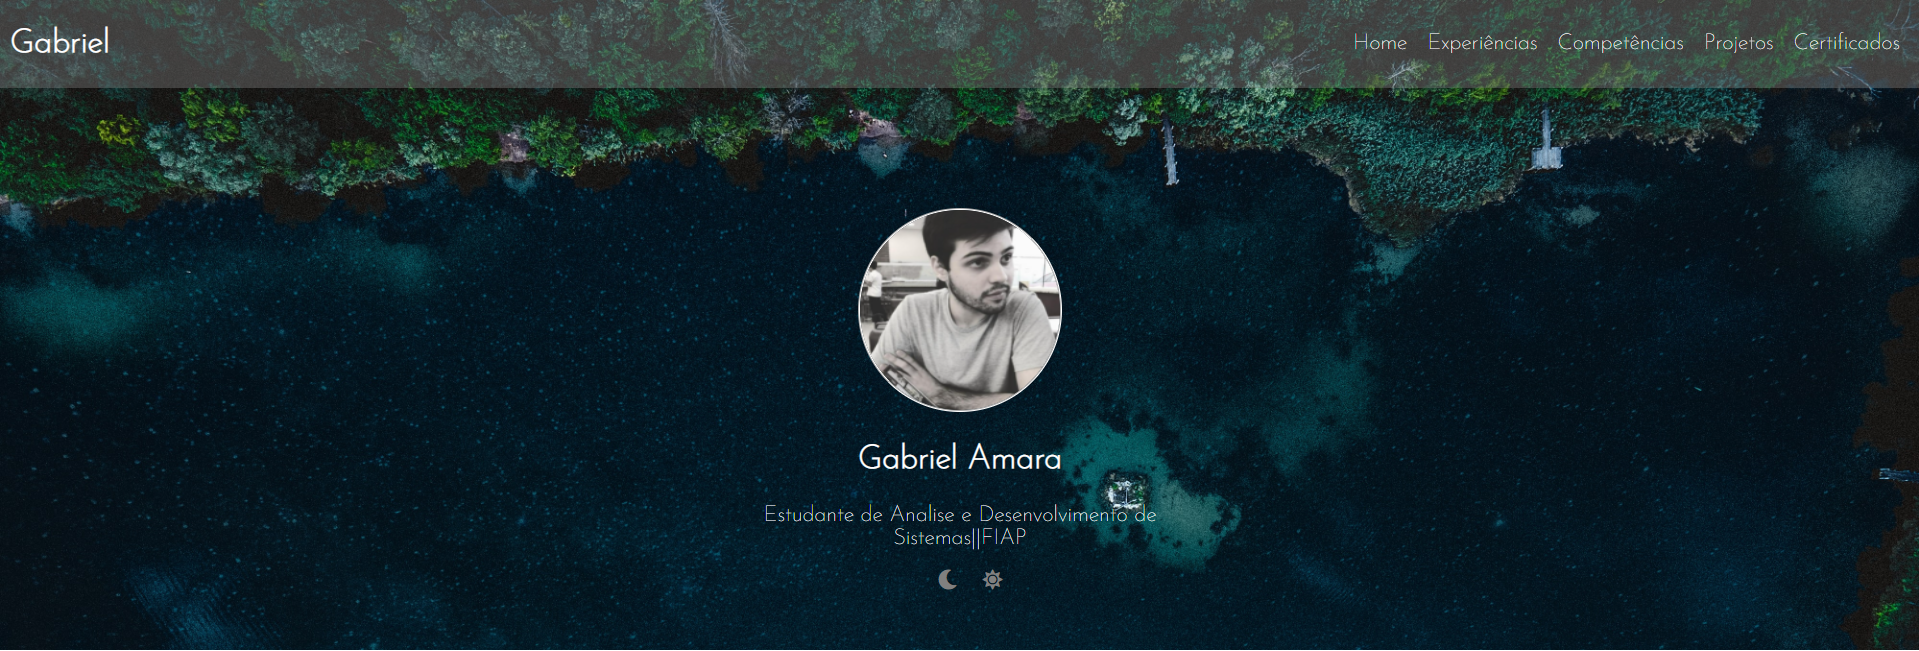 Gabriel
Home Experiências Competências Projetos Certificados
Gabriel Amara
Estudante de Analise e Desenvolvimento de
Sistemas||FIAP